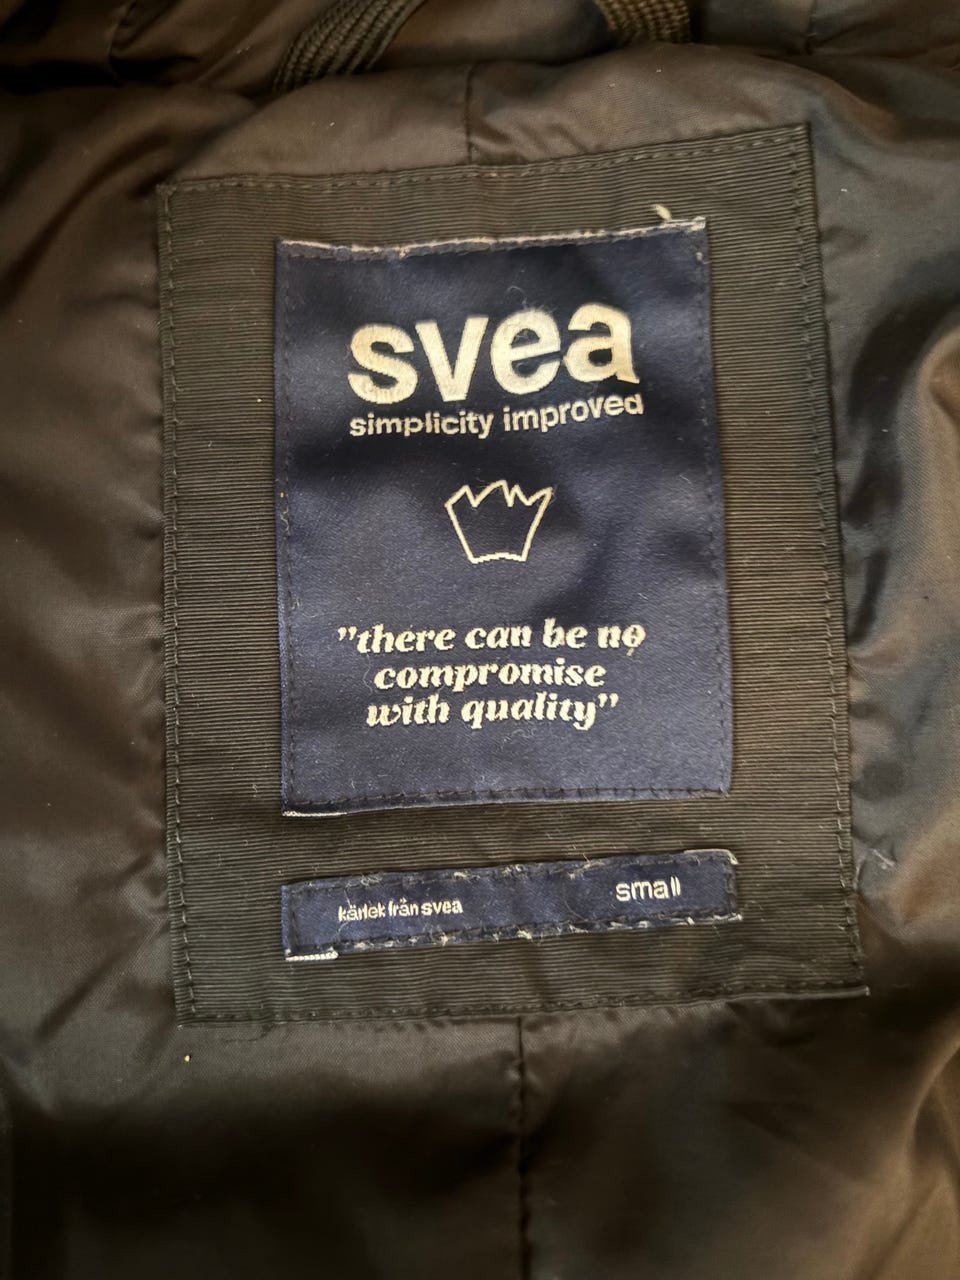 svea
simplicity improved
"there can be no
compromise
with quality"
kärlek från svea
small